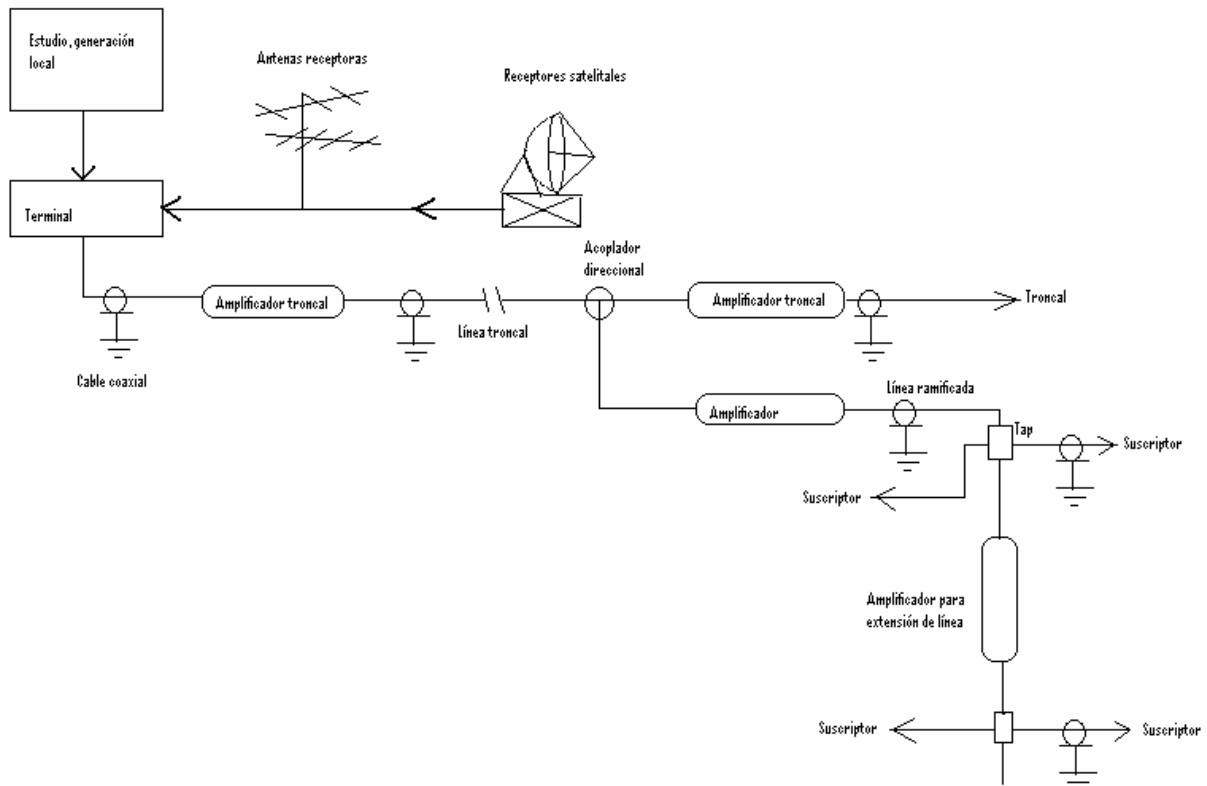 Estudio, generación
local
Antenas receptoras
Receptores satelitales
Terminal
Acoplador
direccional
Amplificador troncal
Amplificador troncal
Troncal
Línea troncal
Cable coaxial
Línea ramificada
Amplificador
Tap
Suscriptor
Suscriptor
Amplificador para
extensión de línea
Suscriptor
Suscriptor